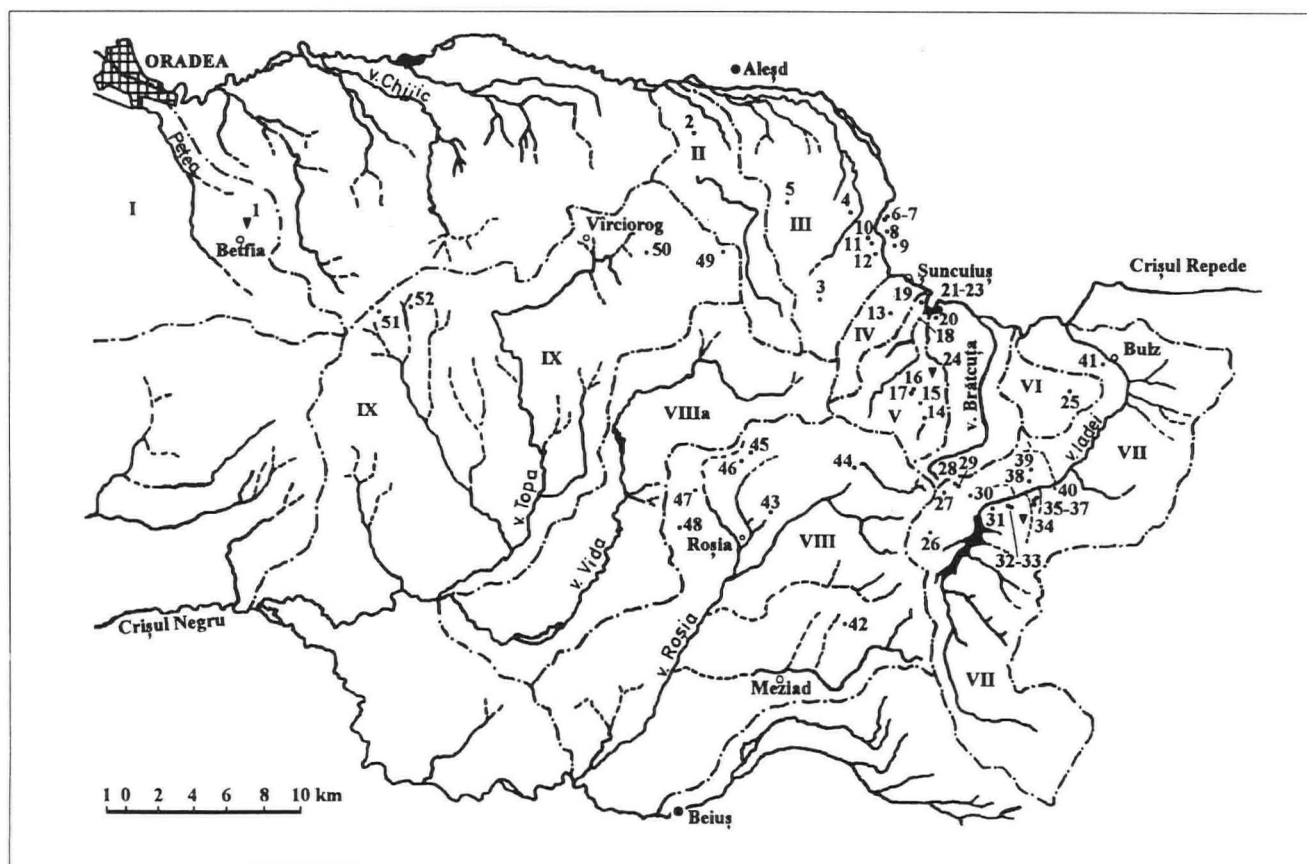 ORADEA
Aleșd
v. Chijic
2
II
Pețea
5
I
1
III
4
6-7
Betfia
Vîrciorog
10
8
11
9
50
49
12
Șuncuiuș
Crișul Repede
3
19
21-23
52
13
20
51
18
IX
IV
24
41
Bulz
16
v. Brătcuța
VI
IX
VIIIa
17
15
25
V
14
v. Iadei
45
VII
46
44
28
29
39
38
47
27
30
40
43
35-37
v. Topa
48
31
34
Roșia
VIII
26
v. Vida
32-33
Crișul Negru
42
v. Roșia
Meziad
VII
1 0 2 4 6 8 10 km
Beiuș